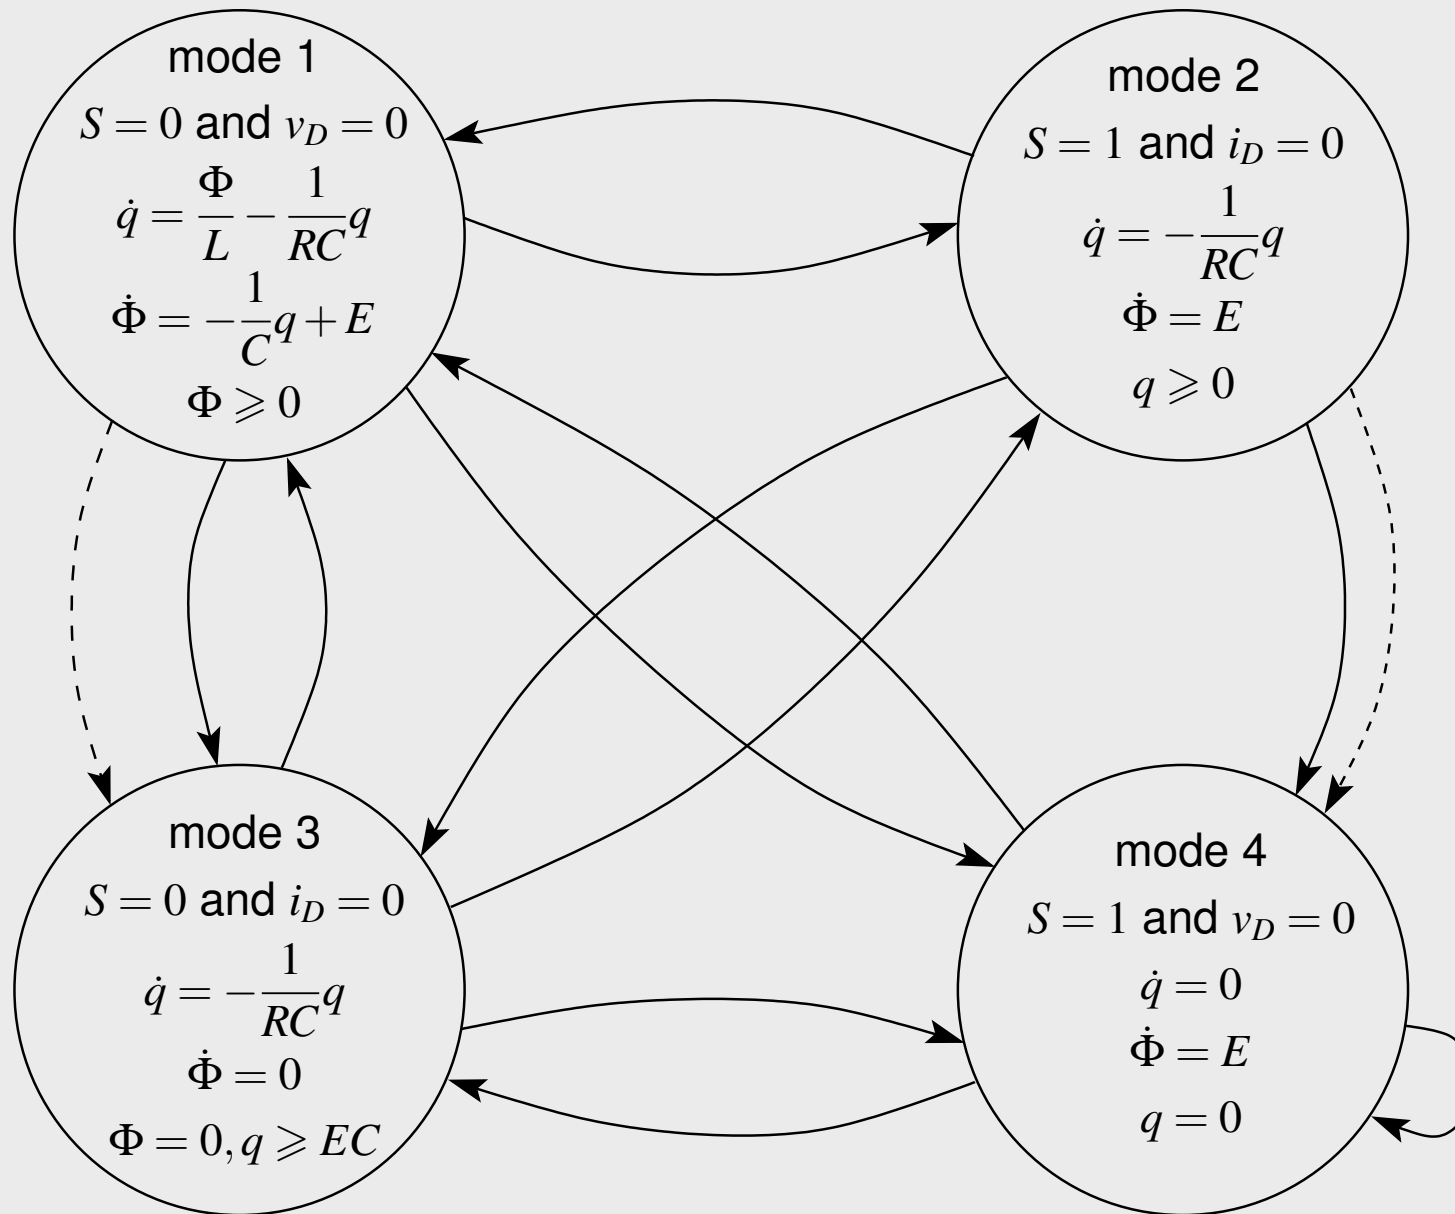 mode 1
S = 0 and v_D = 0
q̇ = Φ/L − 1/(RC) q
Φ̇ = −1/C q + E
Φ ⩾ 0
mode 2
S = 1 and i_D = 0
q̇ = −1/(RC) q
Φ̇ = E
q ⩾ 0
mode 3
S = 0 and i_D = 0
q̇ = −1/(RC) q
Φ̇ = 0
Φ = 0, q ⩾ EC
mode 4
S = 1 and v_D = 0
q̇ = 0
Φ̇ = E
q = 0